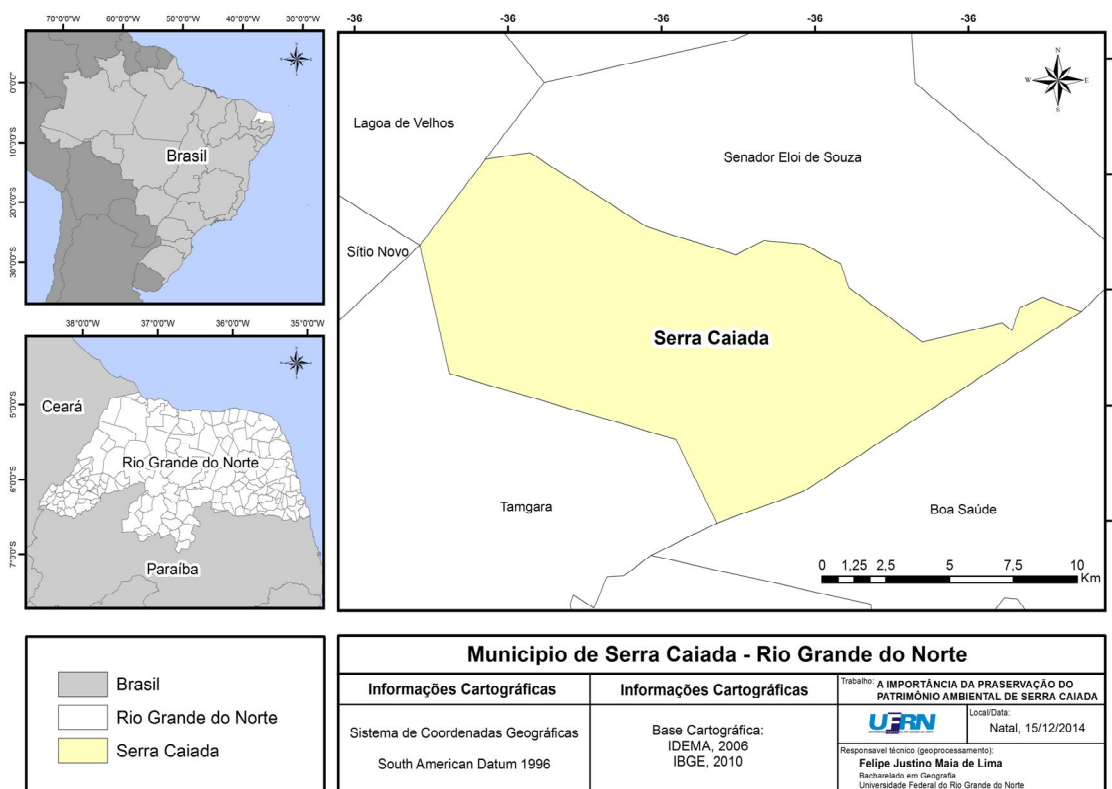 70°0'0"W 60°0'0"W 50°0'0"W 40°0'0"W 30°0'0"W
0°0'0"
10°0'0"S
20°0'0"S
30°0'0"S
N
Brasil
38°0'0"W 37°0'0"W 36°0'0"W 35°0'0"W
5°0'0"S
6°0'0"S
7°0'0"S
Ceará
Rio Grande do Norte
Paraíba
-36 -36 -36 -36
N
W E
S
Lagoa de Velhos
Senador Eloi de Souza
Sítio Novo
Serra Caiada
Tamgara
Boa Saúde
0 1,25 2,5 5 7,5 10
Km
Brasil
Rio Grande do Norte
Serra Caiada
Municipio de Serra Caiada - Rio Grande do Norte
Informações Cartográficas
Sistema de Coordenadas Geográficas
South American Datum 1996
Informações Cartográficas
Base Cartográfica:
IDEMA, 2006
IBGE, 2010
Trabalho: A IMPORTÂNCIA DA PRASERVAÇÃO DO
PATRIMÔNIO AMBIENTAL DE SERRA CAIADA
UFRN
Local/Data:
Natal, 15/12/2014
Responsavel técnico (geoprocessamento):
Felipe Justino Maia de Lima
Bacharelado em Geografia
Universidade Federal do Rio Grande do Norte